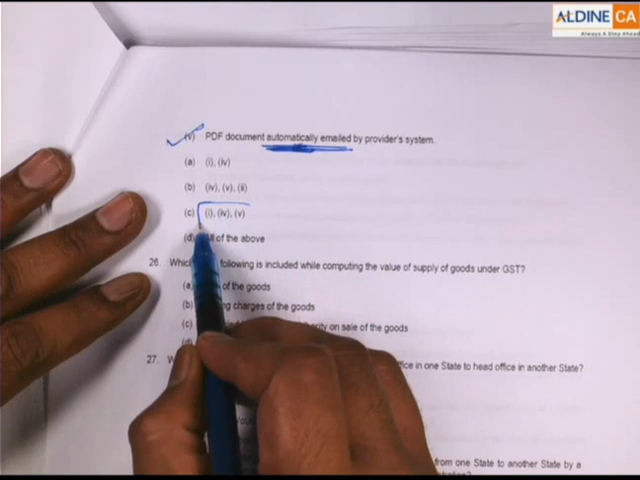 ALDINE CA
Always A Step Ahead
(v) PDF document automatically emailed by provider's system.
(a) (i), (iv)
(b) (iv), (v), (ii)
(c) (i), (iv), (v)
(d) of the above
26. following is included while computing the value of supply of goods under GST?
(a) of the goods
(b) charges of the goods
(c) on sale of the goods
(d)
27. in one State to head office in another State?
from one State to another State by a